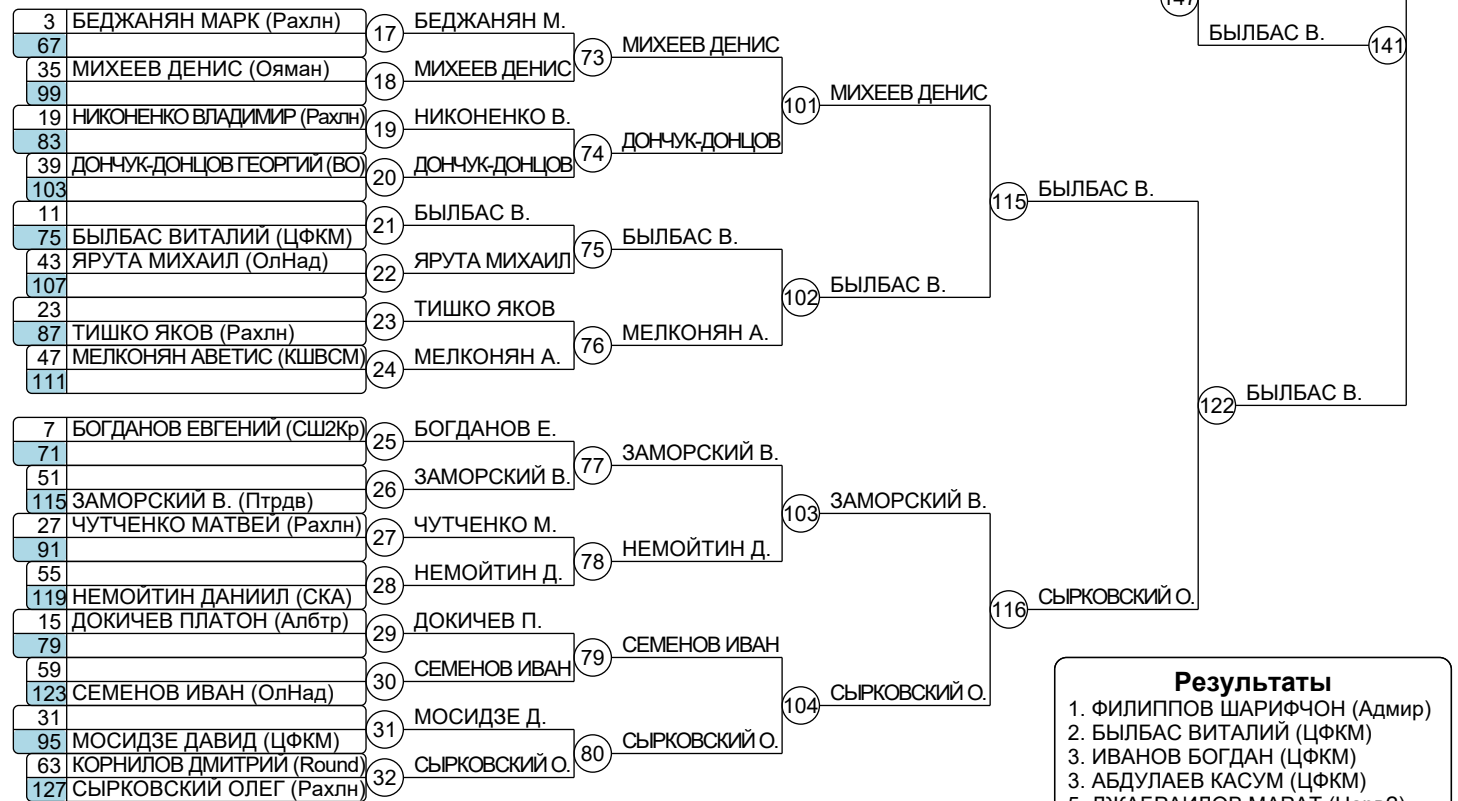 147
БЫЛБАС В.
141
3 БЕДЖАНЯН МАРК (Рахлн)
67
17 БЕДЖАНЯН М.
35 МИХЕЕВ ДЕНИС (Ояман)
99
18 МИХЕЕВ ДЕНИС
73 МИХЕЕВ ДЕНИС
19 НИКОНЕНКО ВЛАДИМИР (Рахлн)
83
19 НИКОНЕНКО В.
39 ДОНЧУК-ДОНЦОВ ГЕОРГИЙ (ВО)
103
20 ДОНЧУК-ДОНЦОВ
74 ДОНЧУК-ДОНЦОВ
101 МИХЕЕВ ДЕНИС
11
75 БЫЛБАС ВИТАЛИЙ (ЦФКМ)
21 БЫЛБАС В.
43 ЯРУТА МИХАИЛ (ОлНад)
107
22 ЯРУТА МИХАИЛ
75 БЫЛБАС В.
23
87 ТИШКО ЯКОВ (Рахлн)
23 ТИШКО ЯКОВ
47 МЕЛКОНЯН АВЕТИС (КШВСМ)
111
24 МЕЛКОНЯН А.
76 МЕЛКОНЯН А.
102 БЫЛБАС В.
115 БЫЛБАС В.
7 БОГДАНОВ ЕВГЕНИЙ (СШ2Кр)
71
25 БОГДАНОВ Е.
51
115 ЗАМОРСКИЙ В. (Птрдв)
26 ЗАМОРСКИЙ В.
77 ЗАМОРСКИЙ В.
27 ЧУТЧЕНКО МАТВЕЙ (Рахлн)
91
27 ЧУТЧЕНКО М.
55
119 НЕМОЙТИН ДАНИИЛ (СКА)
28 НЕМОЙТИН Д.
78 НЕМОЙТИН Д.
103 ЗАМОРСКИЙ В.
15 ДОКИЧЕВ ПЛАТОН (Албтр)
79
29 ДОКИЧЕВ П.
59
123 СЕМЕНОВ ИВАН (ОлНад)
30 СЕМЕНОВ ИВАН
79 СЕМЕНОВ ИВАН
31
95 МОСИДЗЕ ДАВИД (ЦФКМ)
31 МОСИДЗЕ Д.
63 КОРНИЛОВ ДМИТРИЙ (Round)
127 СЫРКОВСКИЙ ОЛЕГ (Рахлн)
32 СЫРКОВСКИЙ О.
80 СЫРКОВСКИЙ О.
104 СЫРКОВСКИЙ О.
116 СЫРКОВСКИЙ О.
122 БЫЛБАС В.
Результаты
1. ФИЛИППОВ ШАРИФЧОН (Адмир)
2. БЫЛБАС ВИТАЛИЙ (ЦФКМ)
3. ИВАНОВ БОГДАН (ЦФКМ)
3. АБДУЛАЕВ КАСУМ (ЦФКМ)
5. ДЖАБРАИЛОВ МАРАТ